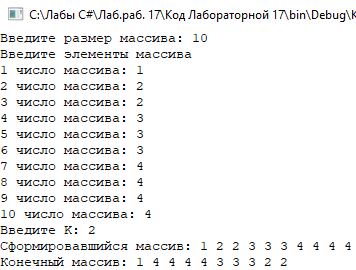 C:\Лабы C#\Лаб.раб. 17\Код Лабораторной 17\bin\Debug\К
Введите размер массива: 10
Введите элементы массива
1 число массива: 1
2 число массива: 2
3 число массива: 2
4 число массива: 3
5 число массива: 3
6 число массива: 3
7 число массива: 4
8 число массива: 4
9 число массива: 4
10 число массива: 4
Введите K: 2
Сформировавшийся массив: 1 2 2 3 3 3 4 4 4 4
Конечный массив: 1 4 4 4 4 3 3 3 2 2